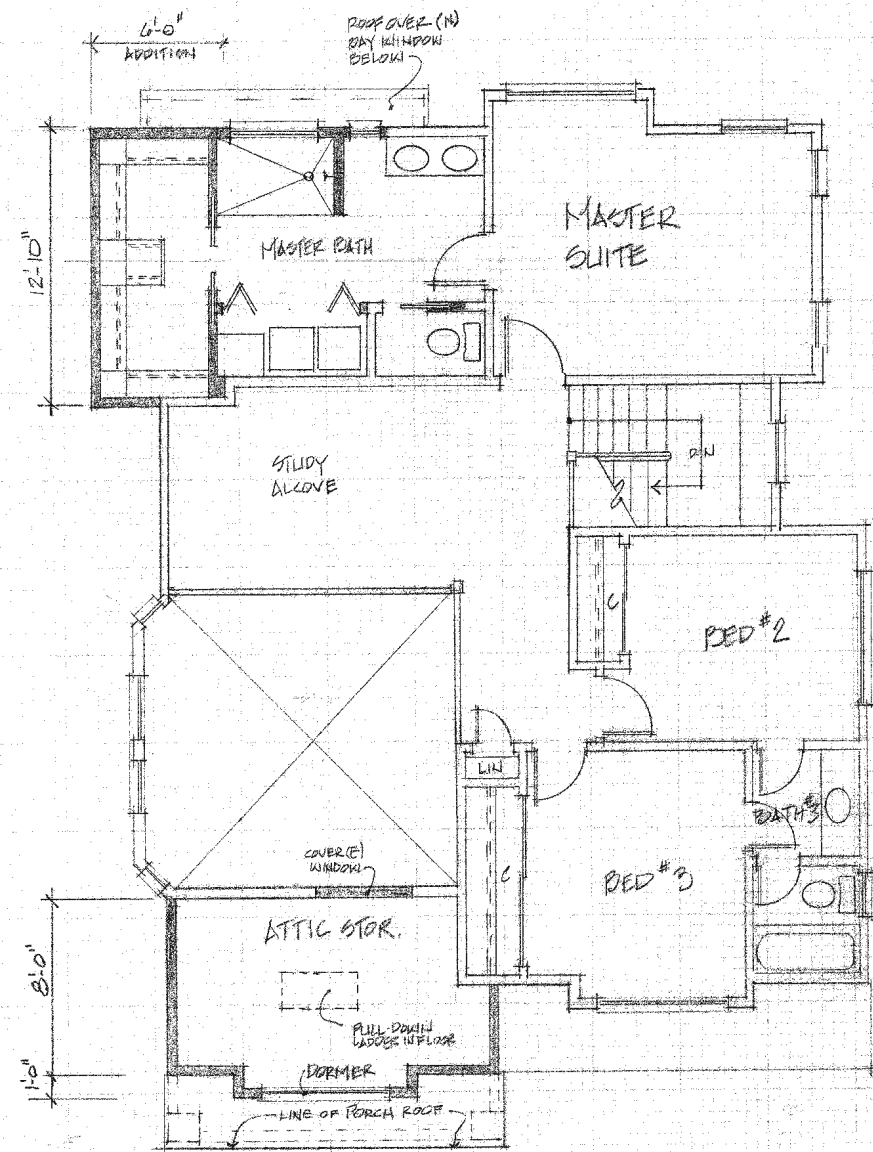 6'-0"
ADDITION
ROOF OVER (N)
BAY WINDOW
BELOW
12'-10"
MASTER BATH
MASTER
SUITE
STUDY
ALCOVE
DN
C
BED #2
LIN
BATH #3
COVER (E)
WINDOW
C
BED #3
ATTIC STOR.
8'-0"
PULL-DOWN
LADDER IN FLOOR
DORMER
1'-0"
LINE OF PORCH ROOF